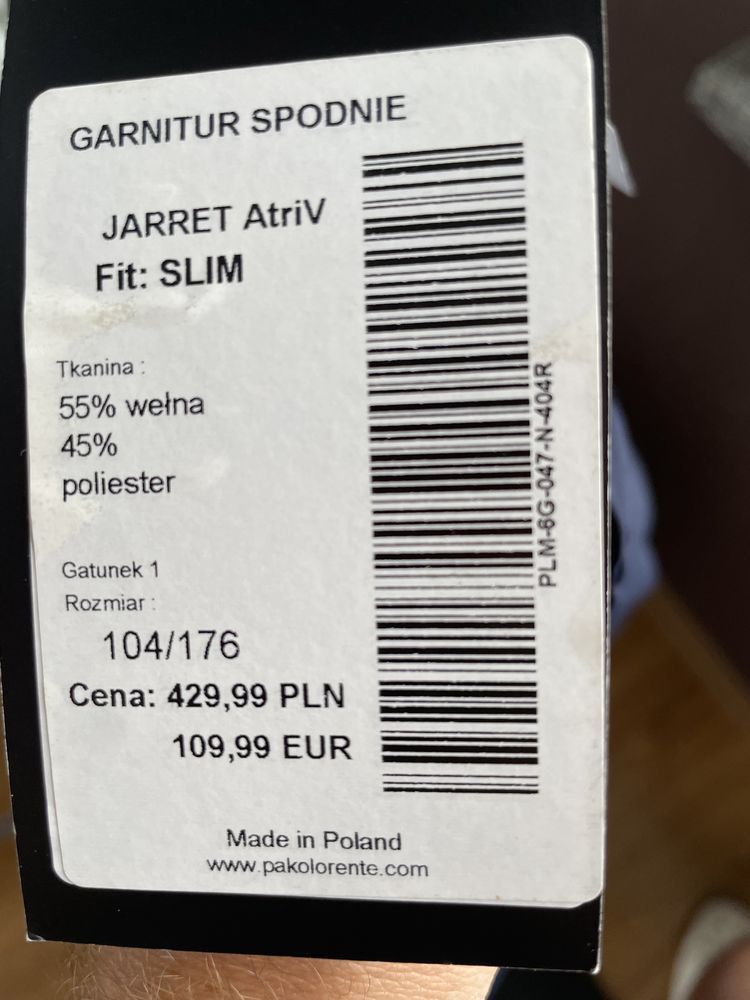 GARNITUR SPODNIE
JARRET AtriV
Fit: SLIM
Tkanina :
55% wełna
45%
poliester
Gatunek 1
Rozmiar :
104/176
Cena: 429,99 PLN
109,99 EUR
PLM-6G-047-N-404R
Made in Poland
www.pakolorente.com